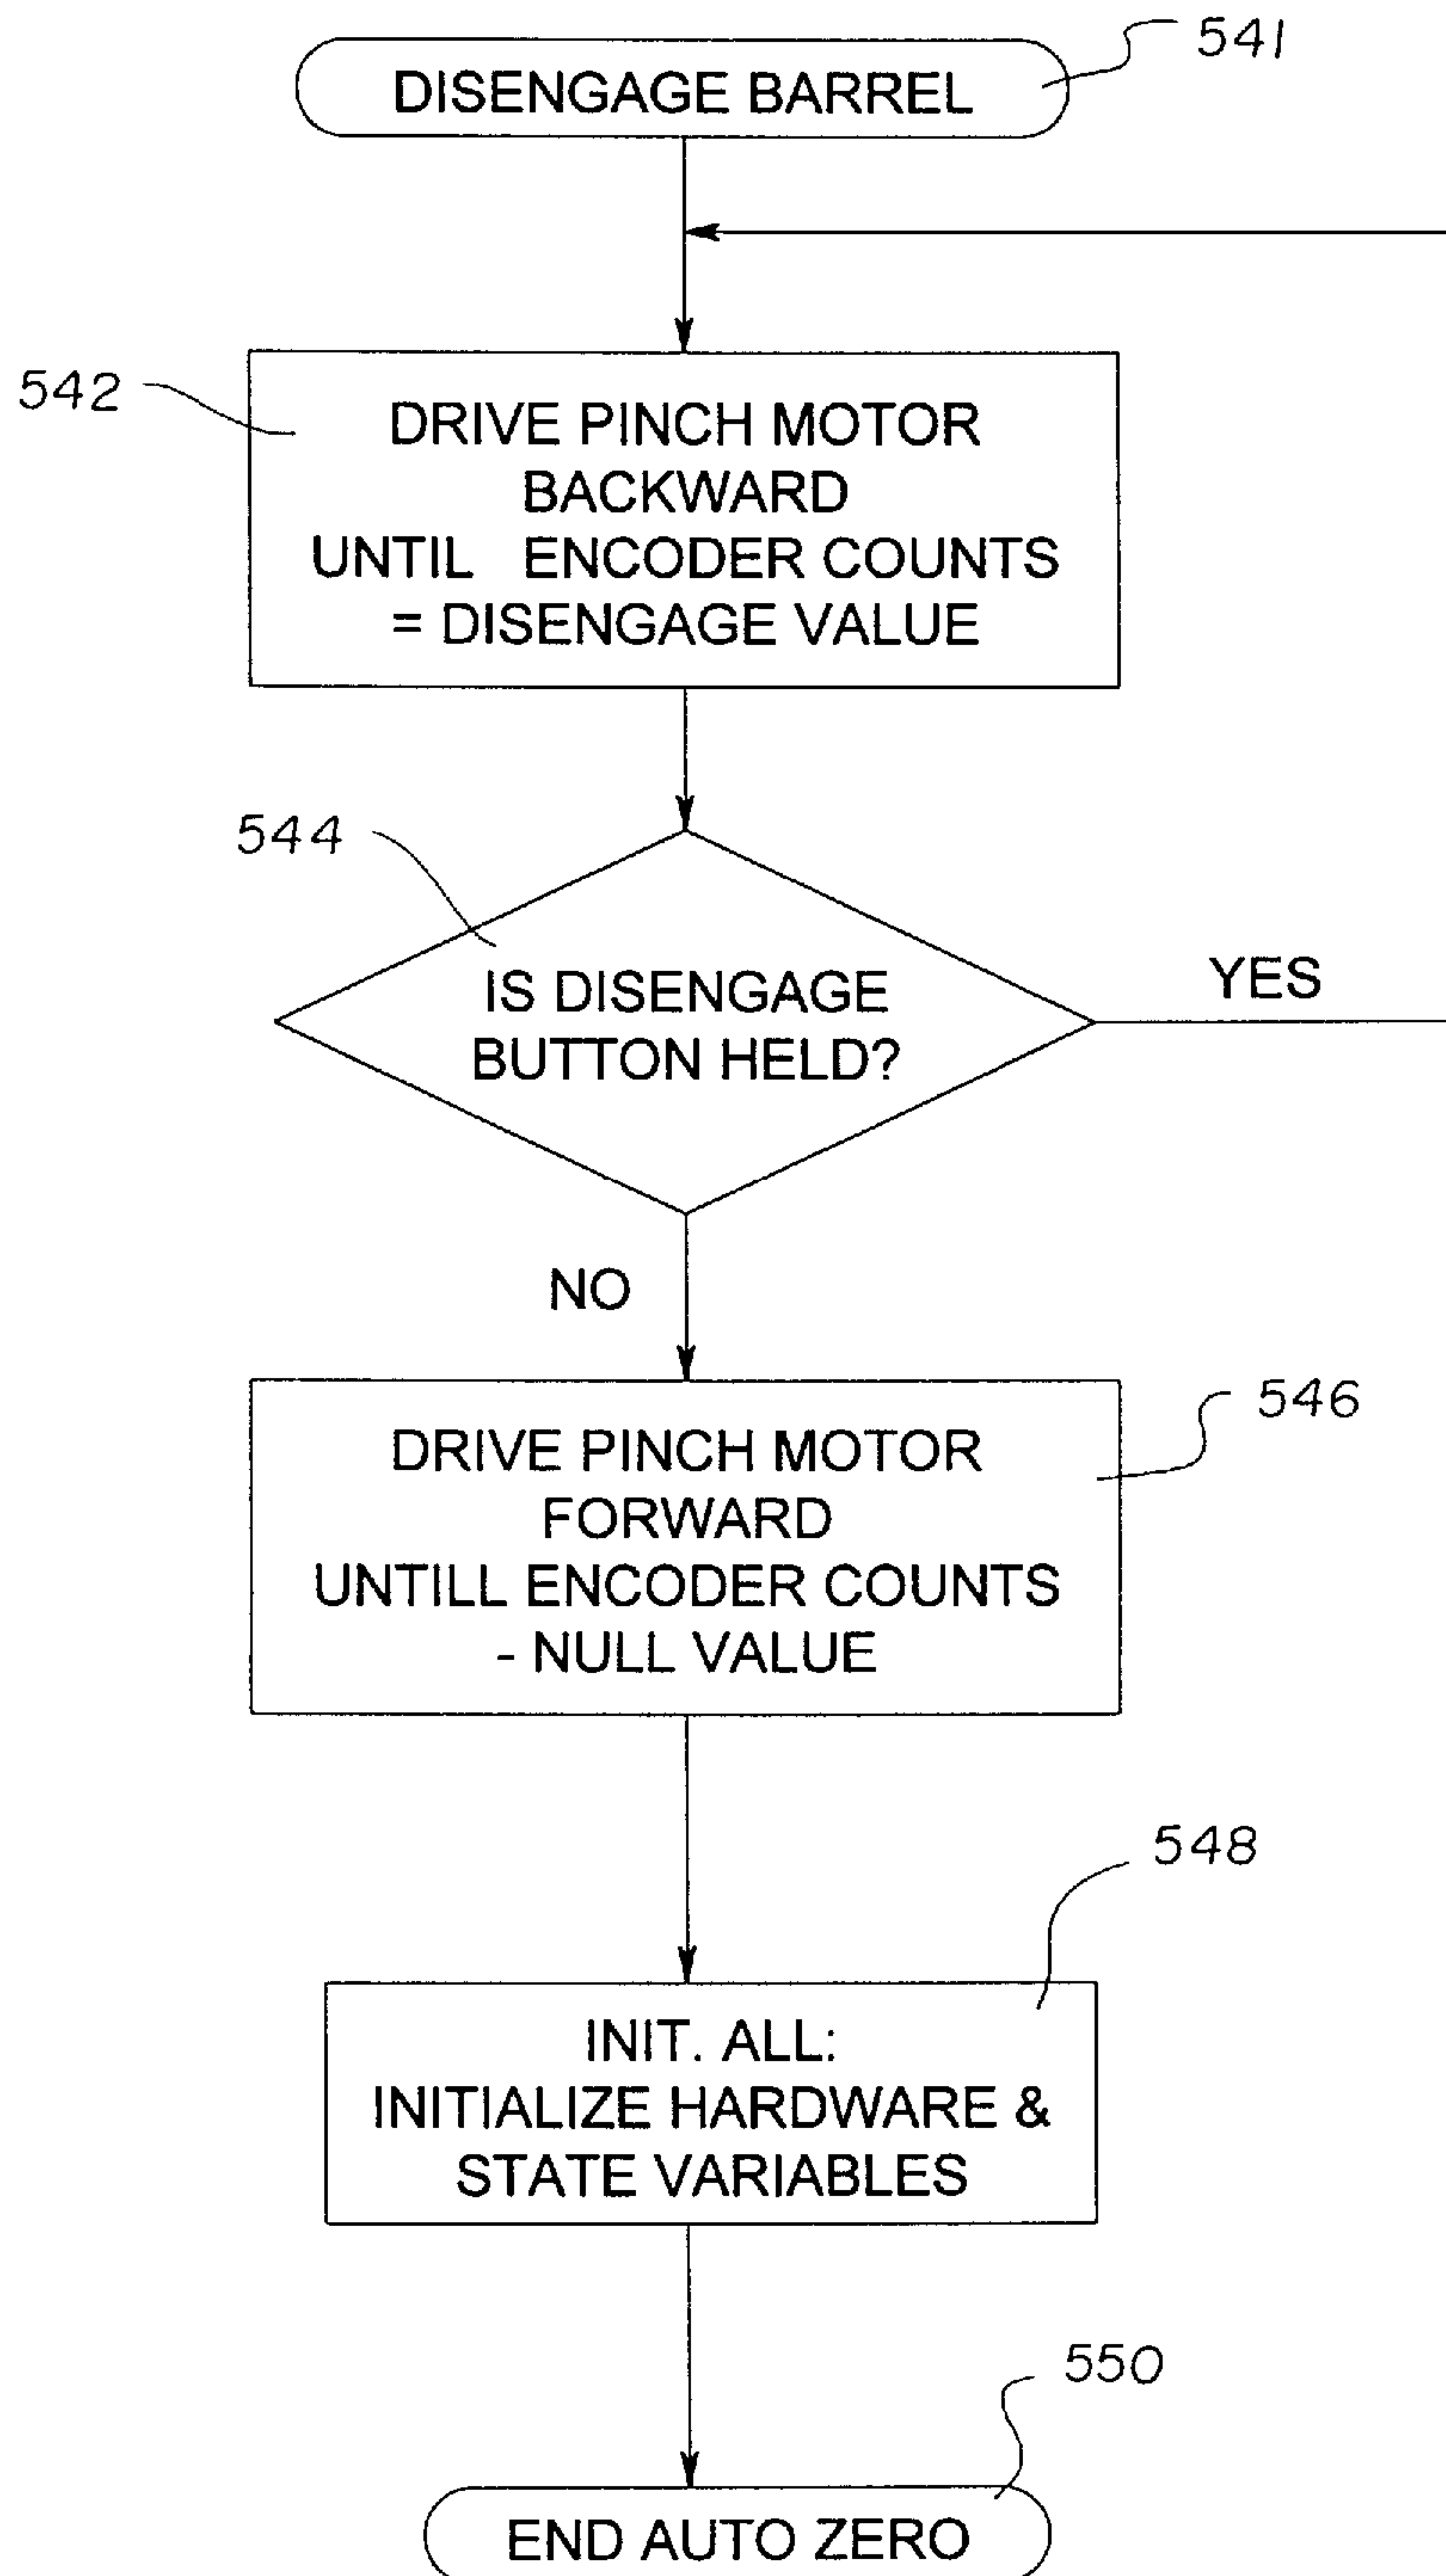 541
DISENGAGE BARREL
542
DRIVE PINCH MOTOR
BACKWARD
UNTIL ENCODER COUNTS
= DISENGAGE VALUE
544
IS DISENGAGE
BUTTON HELD?
YES
NO
546
DRIVE PINCH MOTOR
FORWARD
UNTILL ENCODER COUNTS
- NULL VALUE
548
INIT. ALL:
INITIALIZE HARDWARE &
STATE VARIABLES
550
END AUTO ZERO